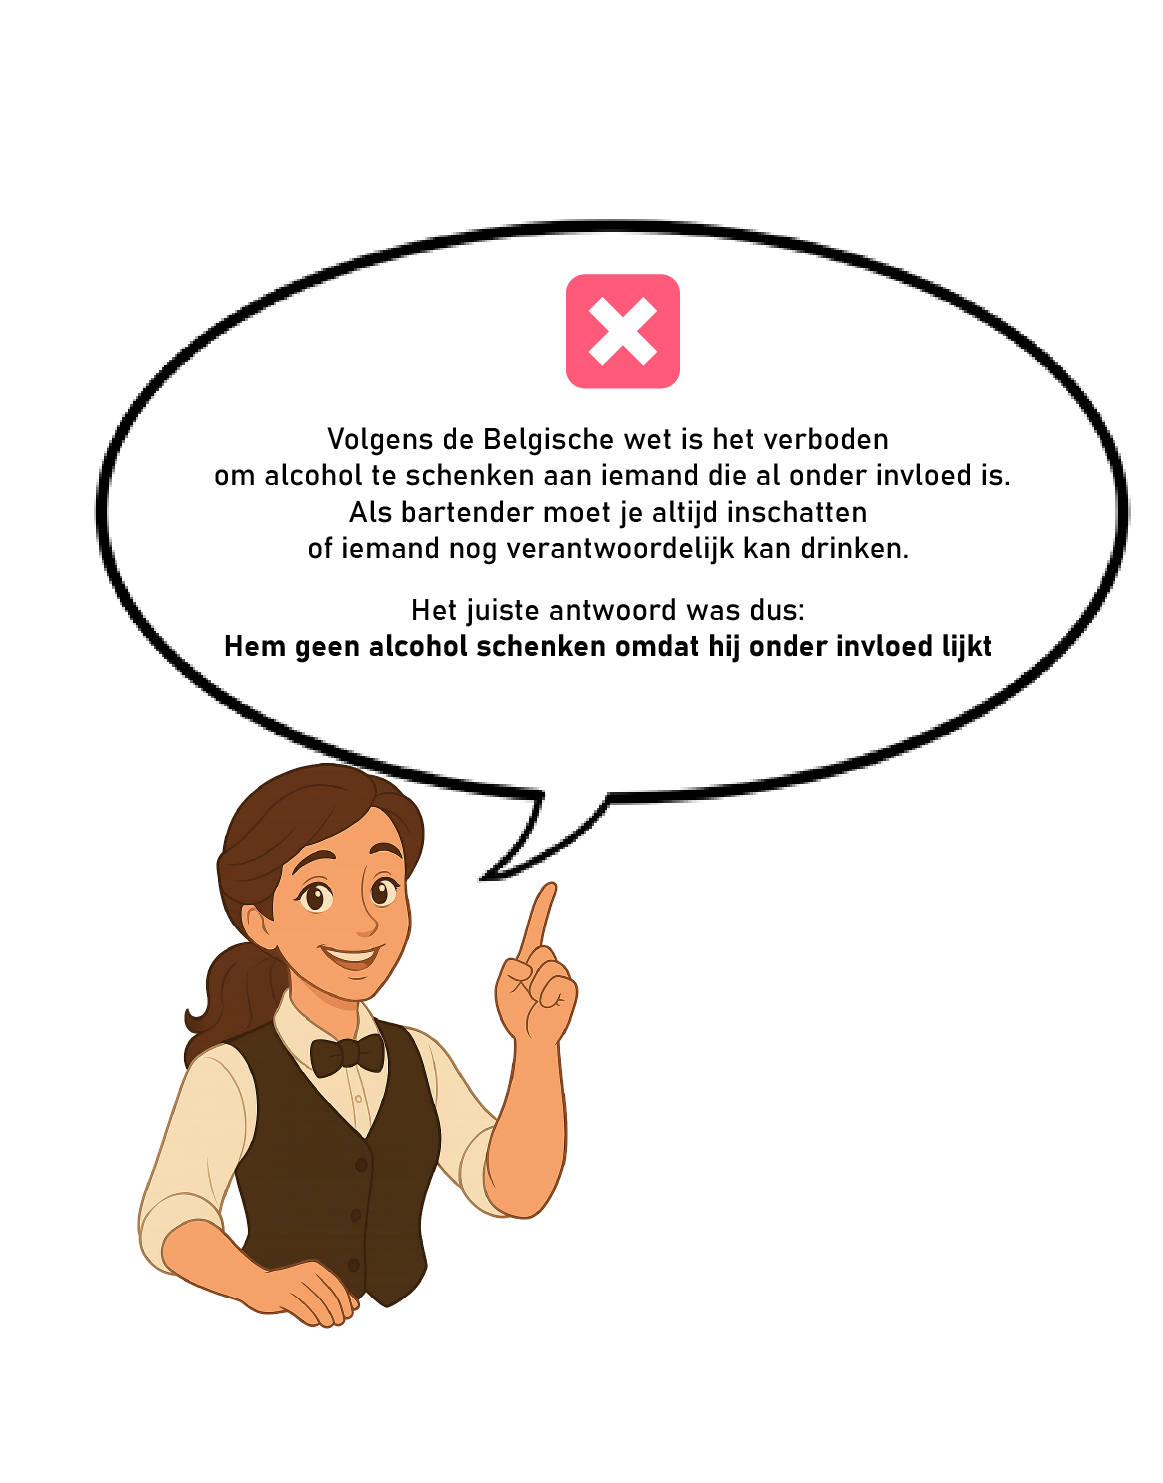 Volgens de Belgische wet is het verboden
om alcohol te schenken aan iemand die al onder invloed is.
Als bartender moet je altijd inschatten
of iemand nog verantwoordelijk kan drinken.
Het juiste antwoord was dus:
Hem geen alcohol schenken omdat hij onder invloed lijkt